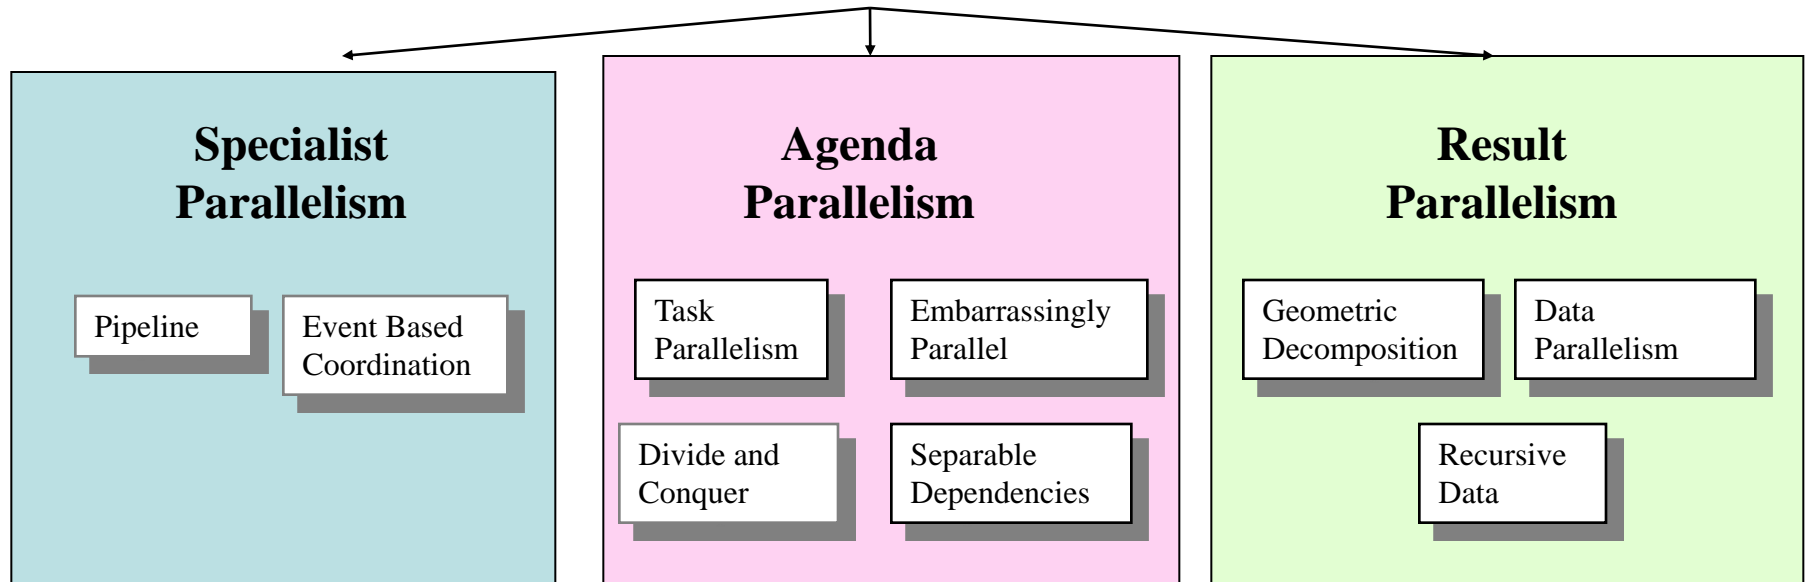 Specialist
Parallelism
Pipeline
Event Based
Coordination
Agenda
Parallelism
Task
Parallelism
Embarrassingly
Parallel
Divide and
Conquer
Separable
Dependencies
Result
Parallelism
Geometric
Decomposition
Data
Parallelism
Recursive
Data